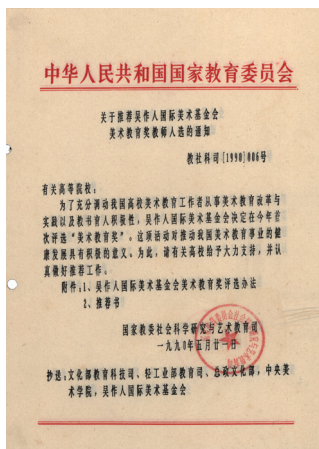 中华人民共和国国家教育委员会
关于推荐吴作人国际美术基金会
美术教育奖教师人选的通知
教社科司[1990]006号
有关高等院校：
为了充分调动我国高校美术教育工作者从事美术教育改革与
实践以及教书育人积极性，吴作人国际美术基金会决定在今年首
次评选“美术教育奖”。这项活动对推动我国美术教育事业的健
康发展具有积极的意义。为此，请有关高校给予大力支持，并认
真做好推荐工作。
附件：1、吴作人国际美术基金会美术教育奖评选办法
2、推荐书
国家教委社会科学研究与艺术教育司
一九九0年五月廿一日
抄送：文化部教育科技司、轻工业部教育司、总政文化部，中央美
术学院，吴作人国际美术基金会